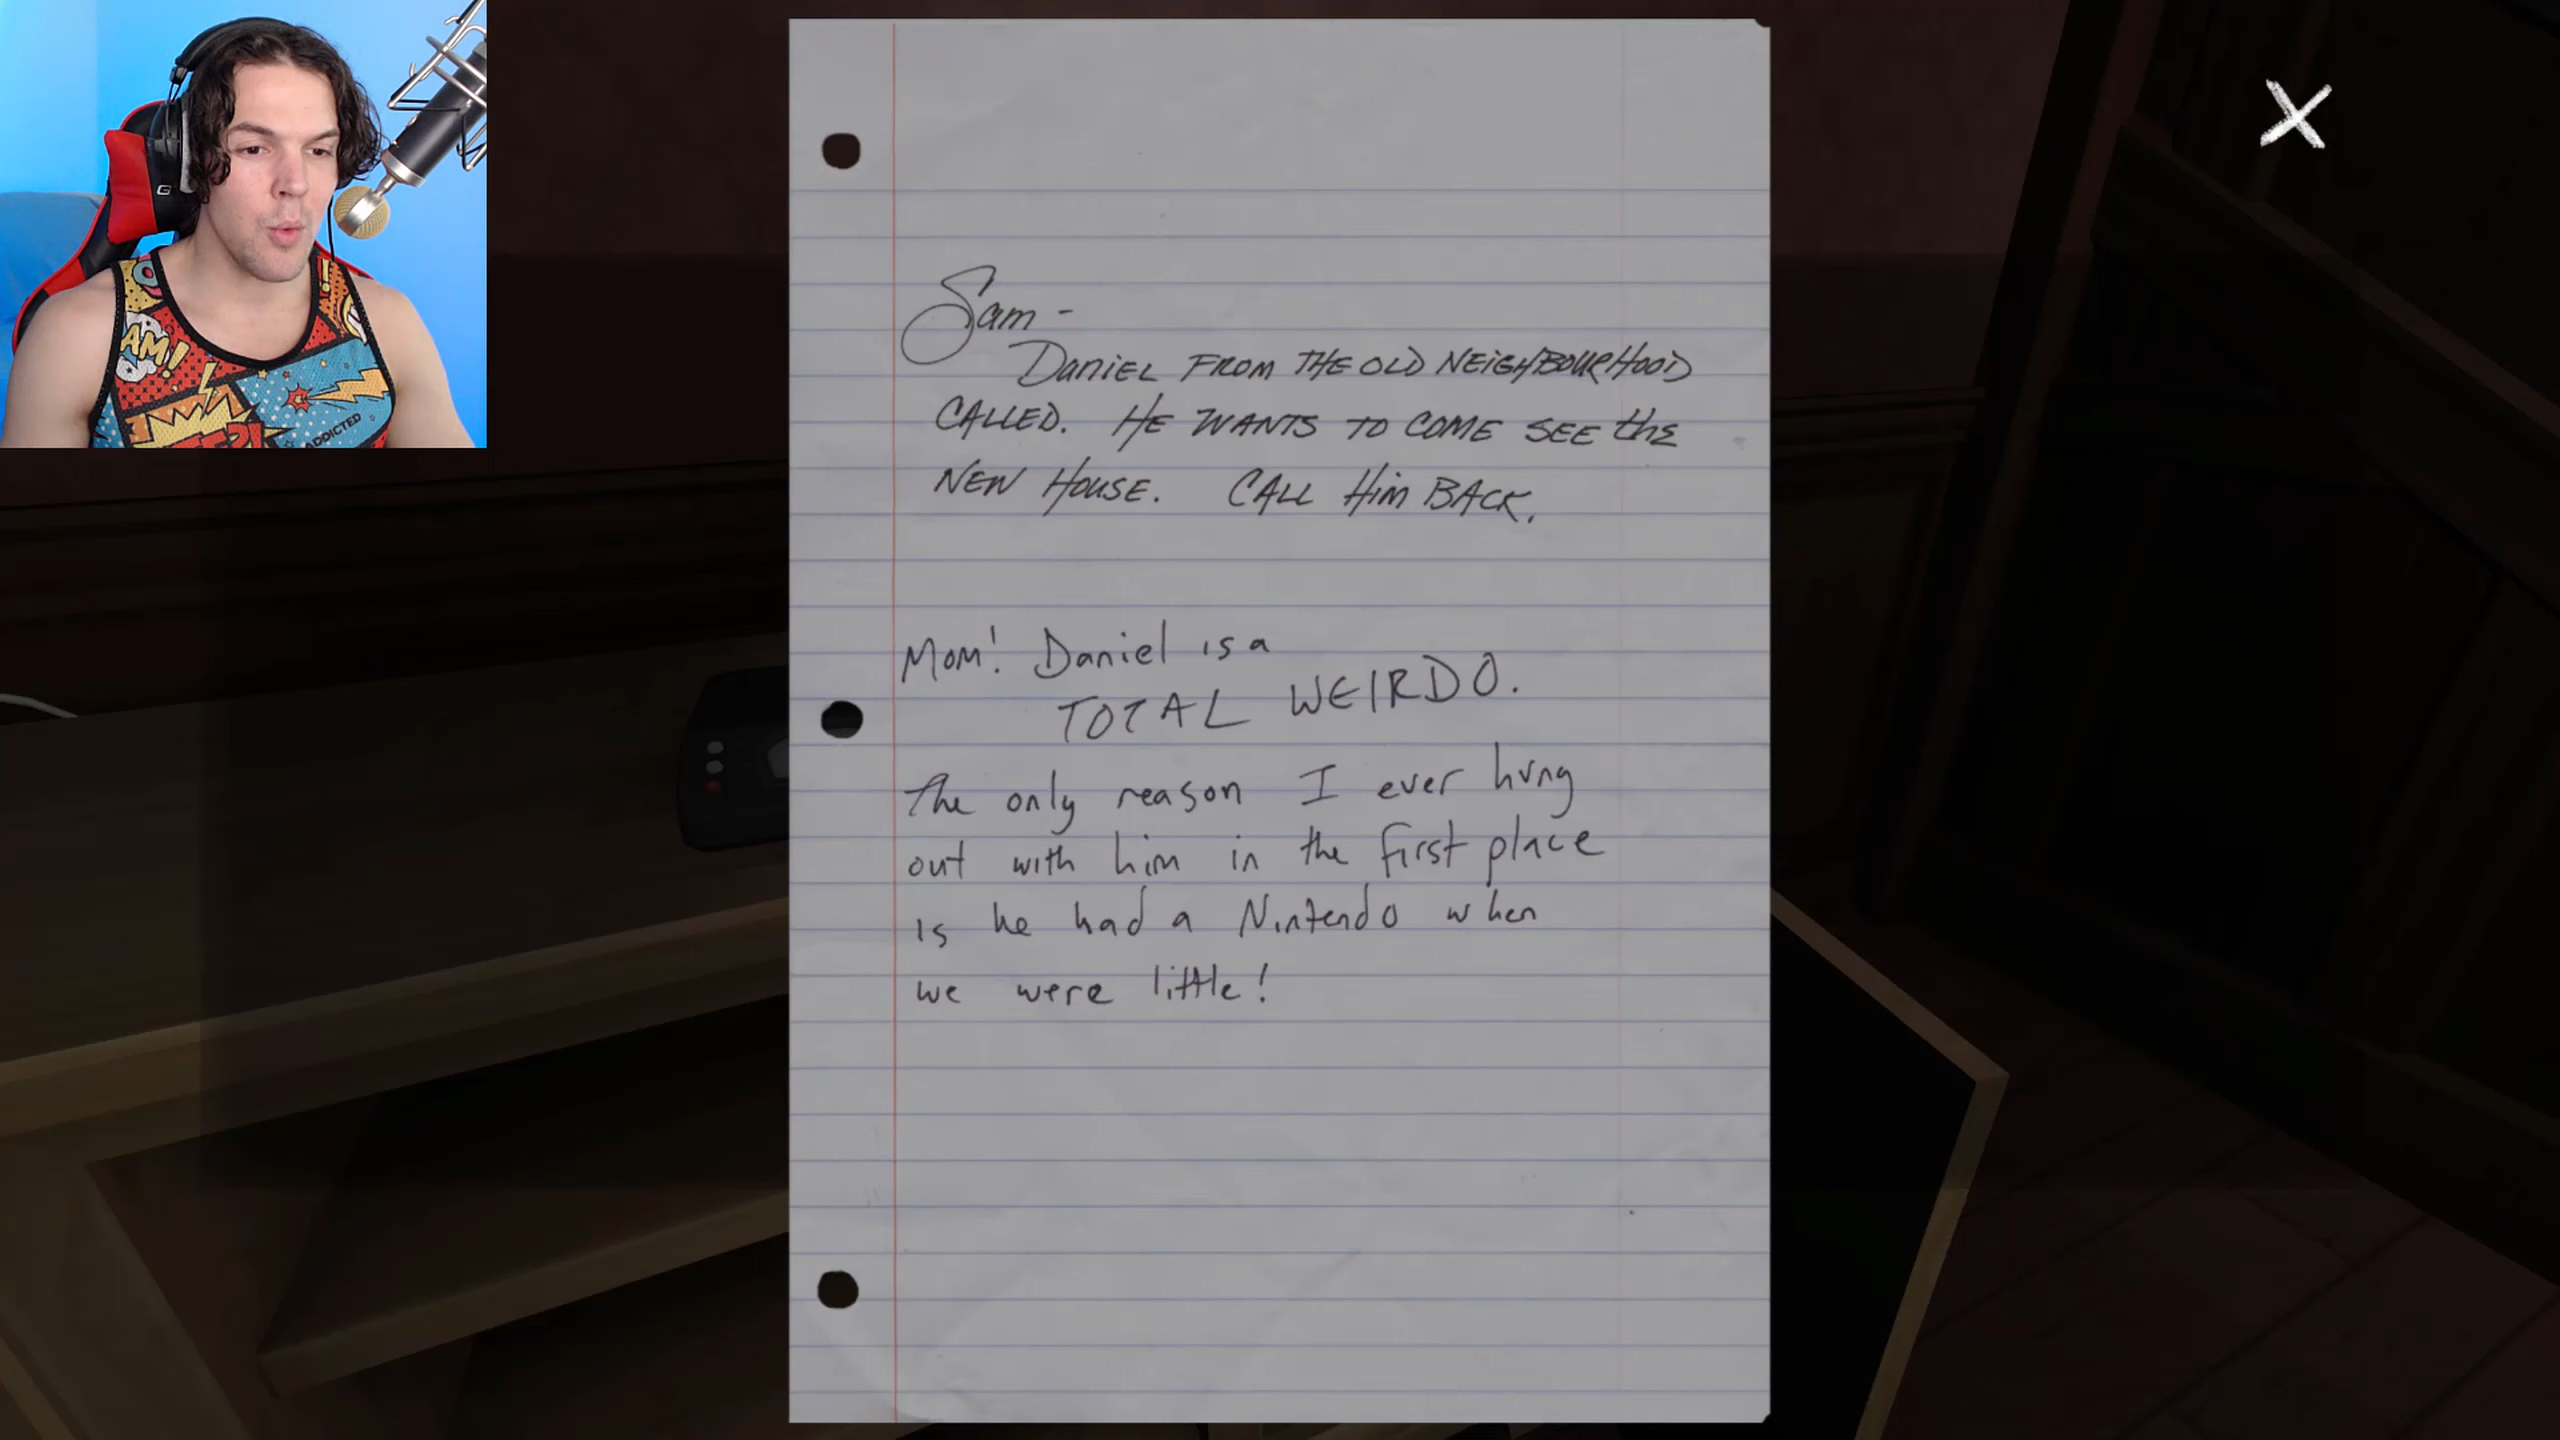 Sam -
DANIEL FROM THE OLD NEIGHBOURHOOD
CALLED. HE WANTS TO COME SEE the
NEW HOUSE. CALL HIM BACK.
Mom! Daniel is a
TOTAL WEIRDO.
The only reason I ever hung
out with him in the first place
is he had a Nintendo when
we were little!
AM!
ADDICTED
G